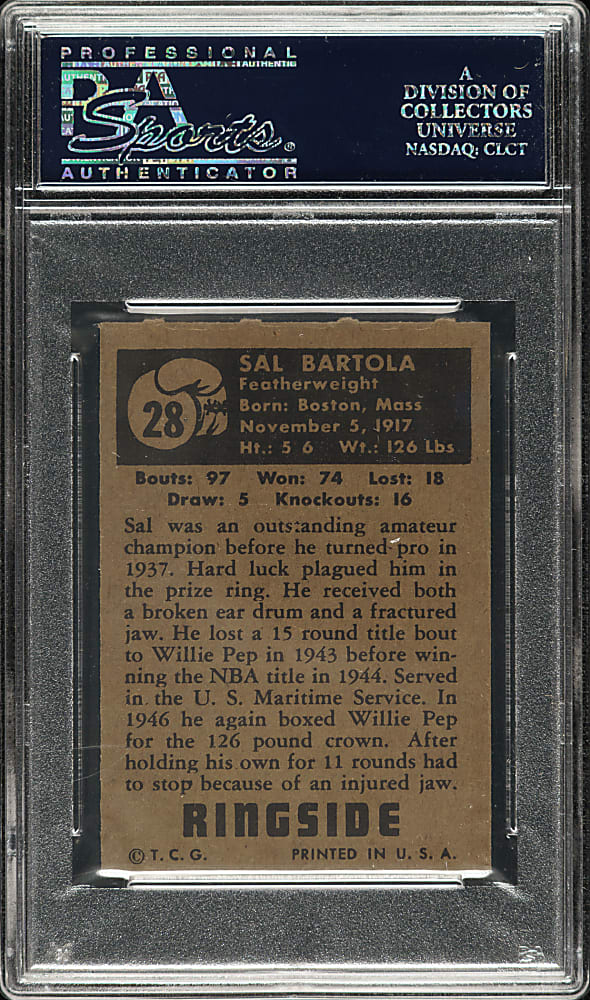 PROFESSIONAL
PSA
Sports®
AUTHENTICATOR
A
DIVISION OF
COLLECTORS
UNIVERSE
NASDAQ: CLCT
28
SAL BARTOLA
Featherweight
Born: Boston, Mass
November 5, 1917
Ht.: 5 6 Wt.: 126 Lbs
Bouts: 97 Won: 74 Lost: 18
Draw: 5 Knockouts: 16
Sal was an outstanding amateur
champion before he turned pro in
1937. Hard luck plagued him in
the prize ring. He received both
a broken ear drum and a fractured
jaw. He lost a 15 round title bout
to Willie Pep in 1943 before win-
ning the NBA title in 1944. Served
in the U. S. Maritime Service. In
1946 he again boxed Willie Pep
for the 126 pound crown. After
holding his own for 11 rounds had
to stop because of an injured jaw.
RINGSIDE
© T. C. G. PRINTED IN U. S. A.